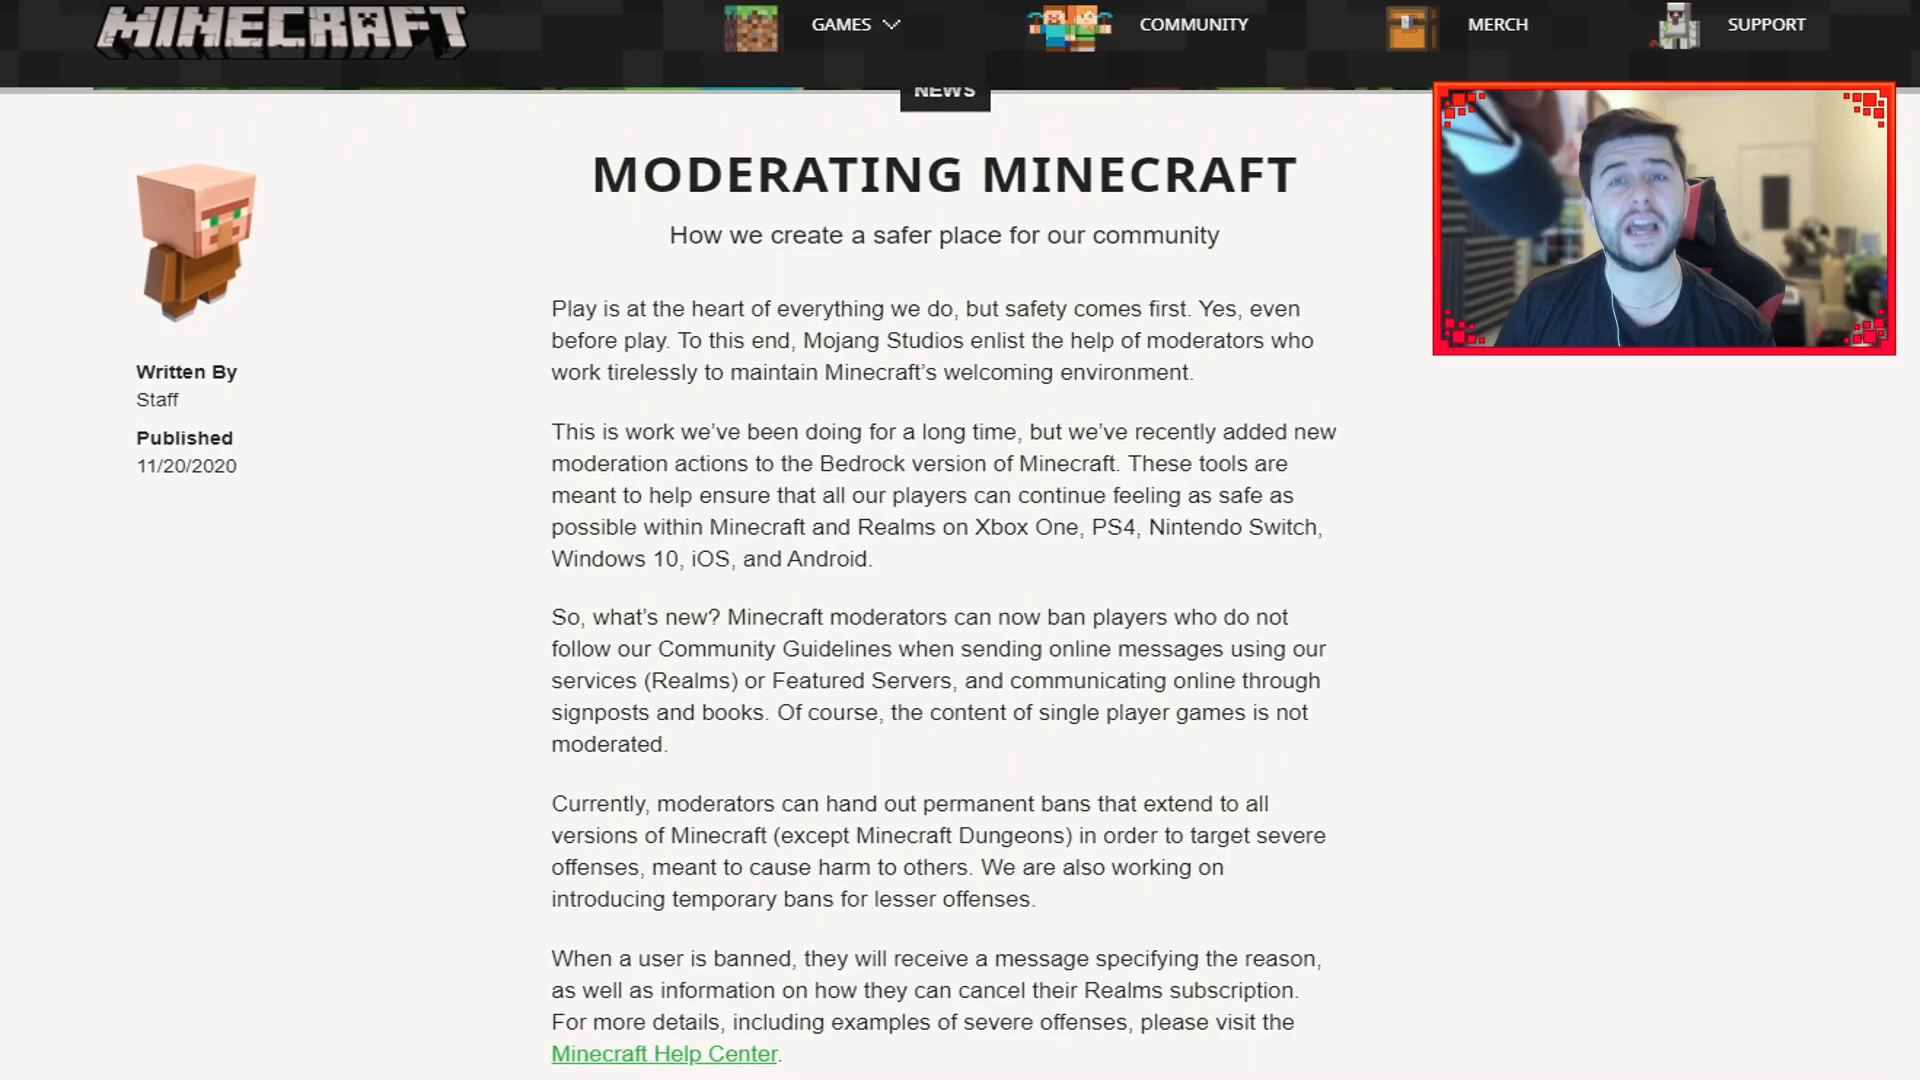 MINECRAFT
GAMES
COMMUNITY
MERCH
SUPPORT
NEWS
MODERATING MINECRAFT
How we create a safer place for our community
Written By
Staff
Published
11/20/2020
Play is at the heart of everything we do, but safety comes first. Yes, even
before play. To this end, Mojang Studios enlist the help of moderators who
work tirelessly to maintain Minecraft’s welcoming environment.
This is work we’ve been doing for a long time, but we’ve recently added new
moderation actions to the Bedrock version of Minecraft. These tools are
meant to help ensure that all our players can continue feeling as safe as
possible within Minecraft and Realms on Xbox One, PS4, Nintendo Switch,
Windows 10, iOS, and Android.
So, what’s new? Minecraft moderators can now ban players who do not
follow our Community Guidelines when sending online messages using our
services (Realms) or Featured Servers, and communicating online through
signposts and books. Of course, the content of single player games is not
moderated.
Currently, moderators can hand out permanent bans that extend to all
versions of Minecraft (except Minecraft Dungeons) in order to target severe
offenses, meant to cause harm to others. We are also working on
introducing temporary bans for lesser offenses.
When a user is banned, they will receive a message specifying the reason,
as well as information on how they can cancel their Realms subscription.
For more details, including examples of severe offenses, please visit the
Minecraft Help Center.